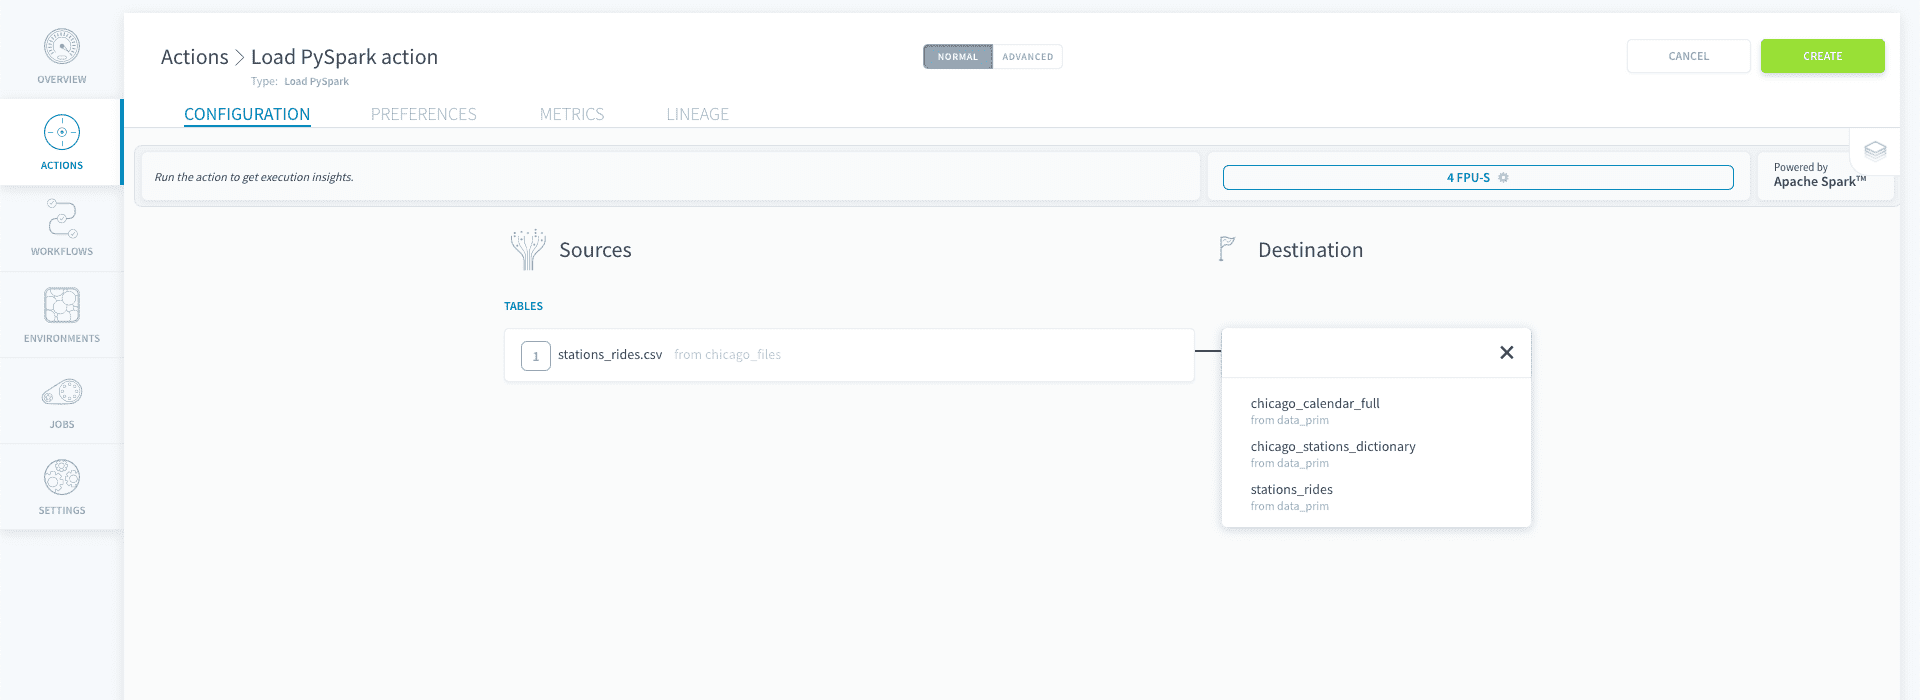 OVERVIEW
ACTIONS
WORKFLOWS
ENVIRONMENTS
JOBS
SETTINGS
Actions > Load PySpark action
Type: Load PySpark
NORMAL ADVANCED
CANCEL CREATE
CONFIGURATION PREFERENCES METRICS LINEAGE
Run the action to get execution insights.
4 FPU-S
Powered by
Apache Spark™
Sources
Destination
TABLES
1 stations_rides.csv from chicago_files
chicago_calendar_full
from data_prim
chicago_stations_dictionary
from data_prim
stations_rides
from data_prim